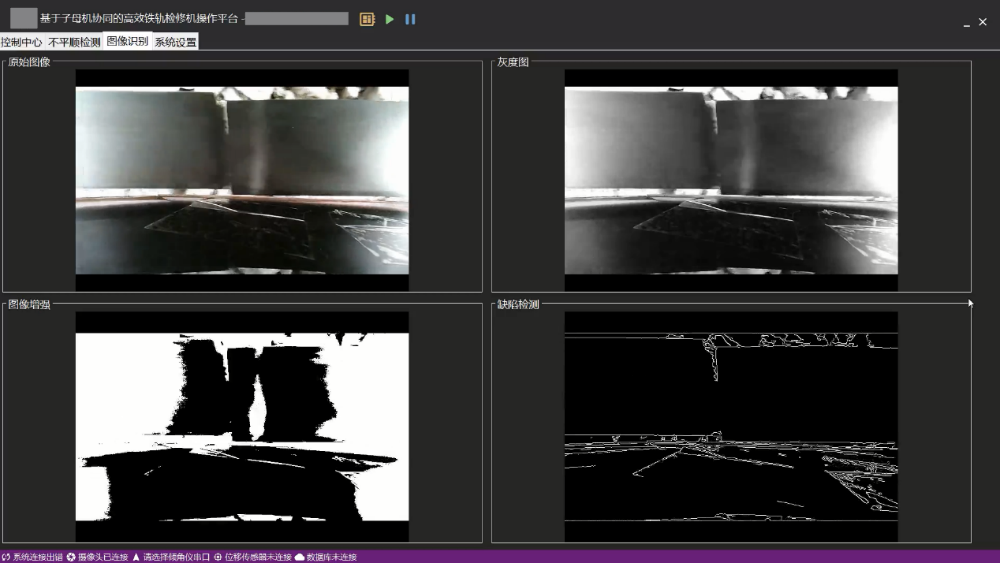 基于子母机协同的高效铁轨检修机操作平台 -
控制中心 不平顺检测 图像识别 系统设置
原始图像
灰度图
图像增强
缺陷检测
系统连接出错 摄像头已连接 请选择倾角仪串口 位移传感器未连接 数据库未连接